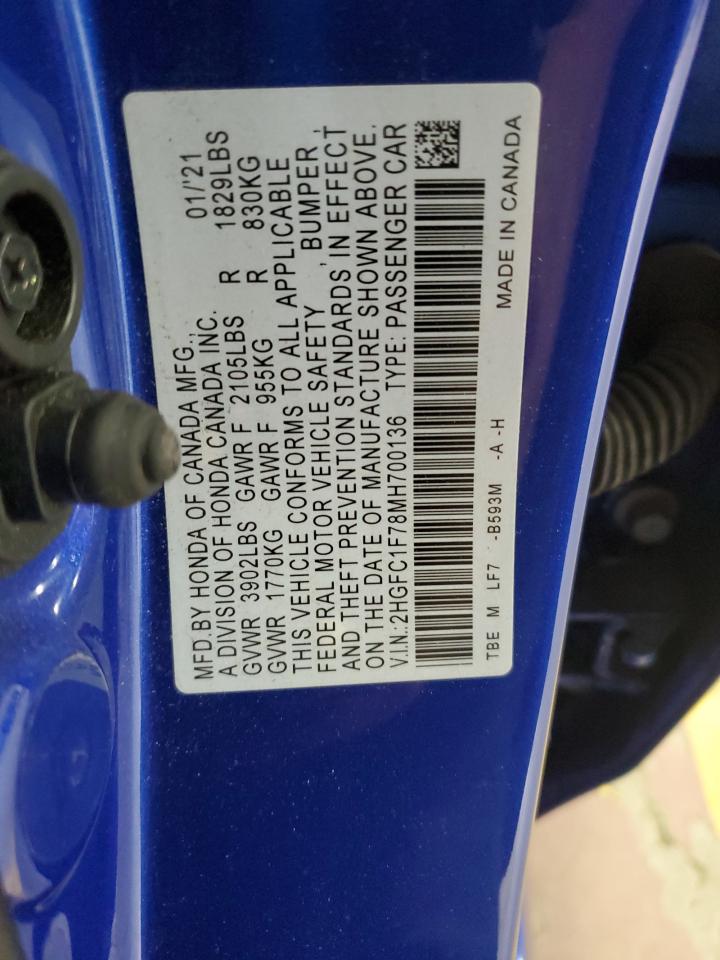 MFD.BY HONDA OF CANADA MFG., 01/'21
A DIVISION OF HONDA CANADA INC.
GVWR 3902LBS GAWR F 2105LBS R 1829LBS
GVWR 1770KG GAWR F 955KG R 830KG
THIS VEHICLE CONFORMS TO ALL APPLICABLE
FEDERAL MOTOR VEHICLE SAFETY , BUMPER ,
AND THEFT PREVENTION STANDARDS IN EFFECT
ON THE DATE OF MANUFACTURE SHOWN ABOVE.
V.I.N.:2HGFC1F78MH700136 TYPE: PASSENGER CAR
TBE M LF7 -B593M -A -H MADE IN CANADA